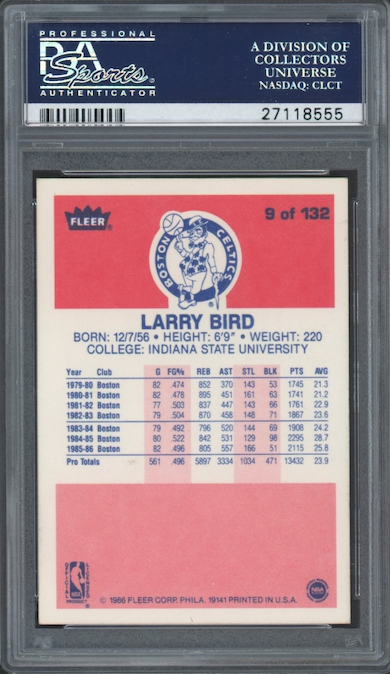 PROFESSIONAL
PSA
Sports
AUTHENTICATOR
A DIVISION OF
COLLECTORS
UNIVERSE
NASDAQ: CLCT
27118555
FLEER
9 of 132
BOSTON CELTICS
LARRY BIRD
BORN: 12/7/56 • HEIGHT: 6'9" • WEIGHT: 220
COLLEGE: INDIANA STATE UNIVERSITY
Year Club G FG% REB AST STL BLK PTS AVG
1979-80 Boston 82 .474 852 370 143 53 1745 21.3
1980-81 Boston 82 .478 895 451 161 63 1741 21.2
1981-82 Boston 77 .503 837 447 143 66 1761 22.9
1982-83 Boston 79 .504 870 458 148 71 1867 23.6
1983-84 Boston 79 .492 796 520 144 69 1908 24.2
1984-85 Boston 80 .522 842 531 129 98 2295 28.7
1985-86 Boston 82 .496 805 557 166 51 2115 25.8
Pro Totals 561 .496 5897 3334 1034 471 13432 23.9
OFFICIAL
NBA
LICENSED
PRODUCT
© 1986 FLEER CORP. PHILA. 19141 PRINTED IN U.S.A.
NBA